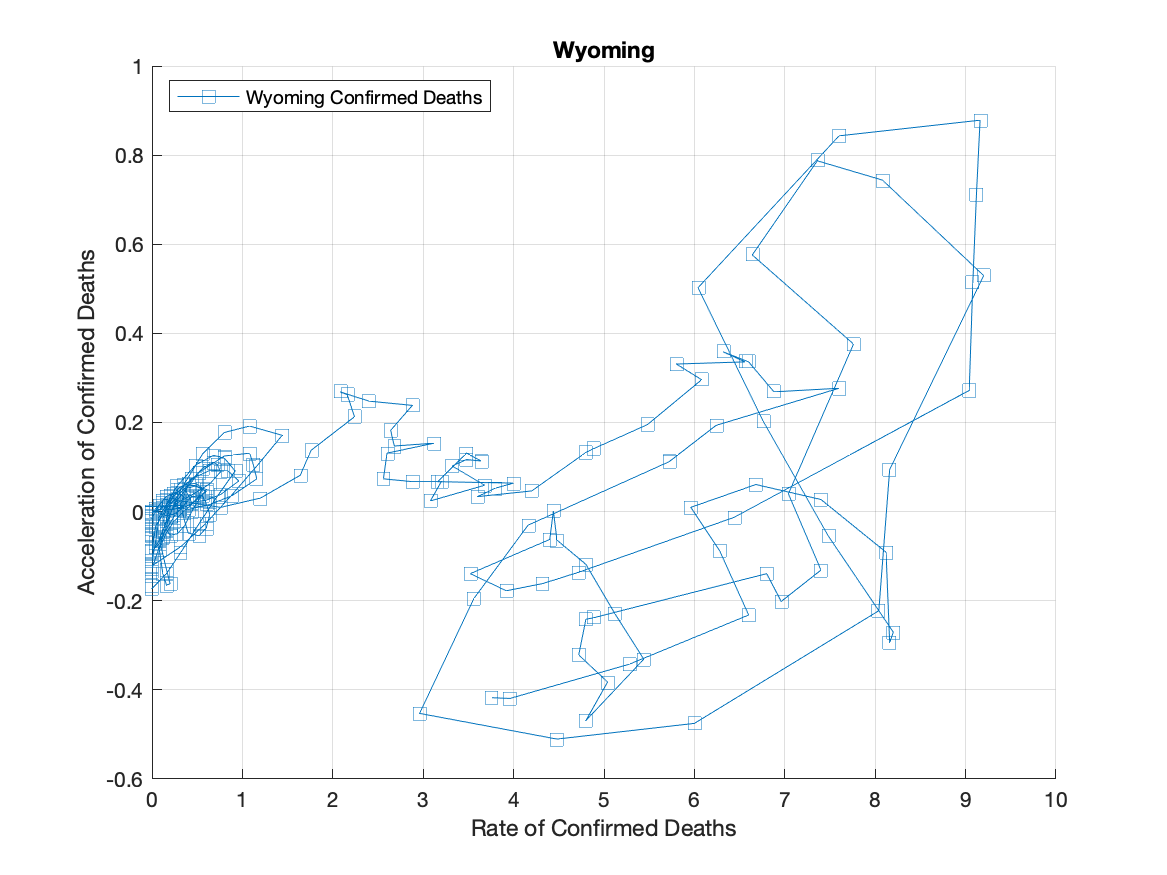 Wyoming
Wyoming Confirmed Deaths
1
0.8
0.6
0.4
0.2
0
-0.2
-0.4
-0.6
0 1 2 3 4 5 6 7 8 9 10
Acceleration of Confirmed Deaths
Rate of Confirmed Deaths